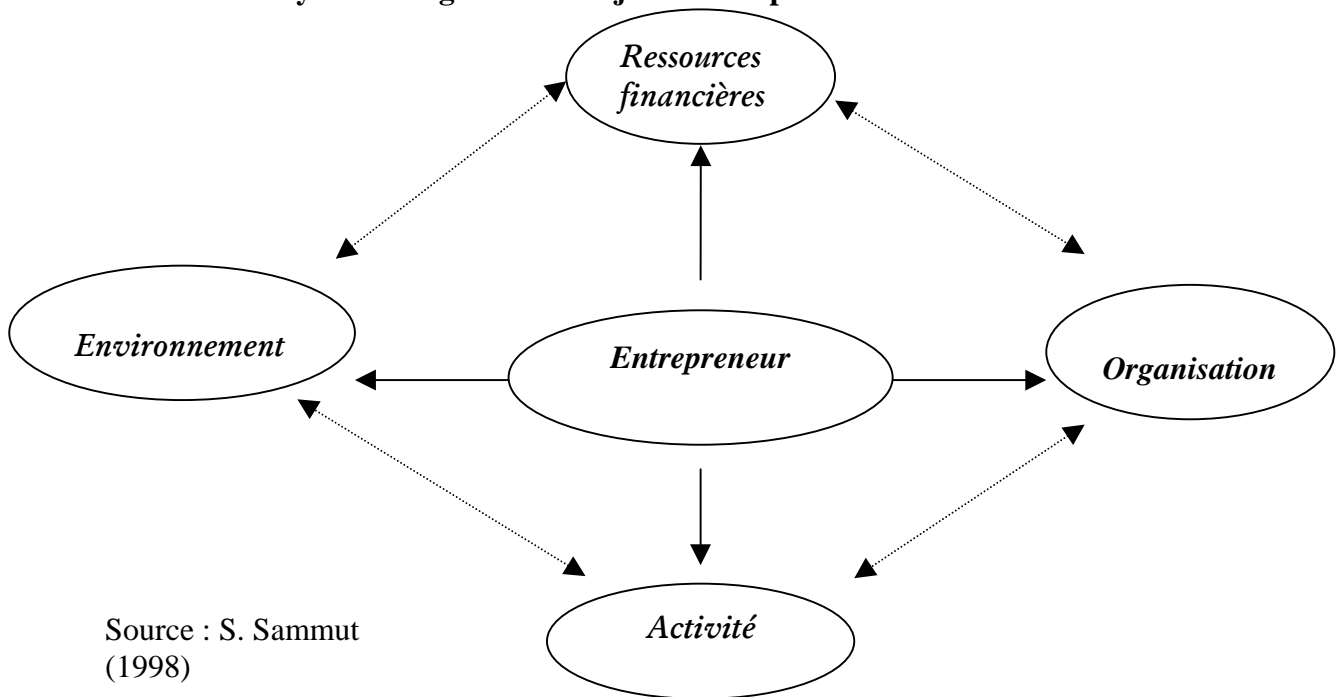 Ressources
financières
Environnement
Entrepreneur
Organisation
Activité
Source : S. Sammut
(1998)